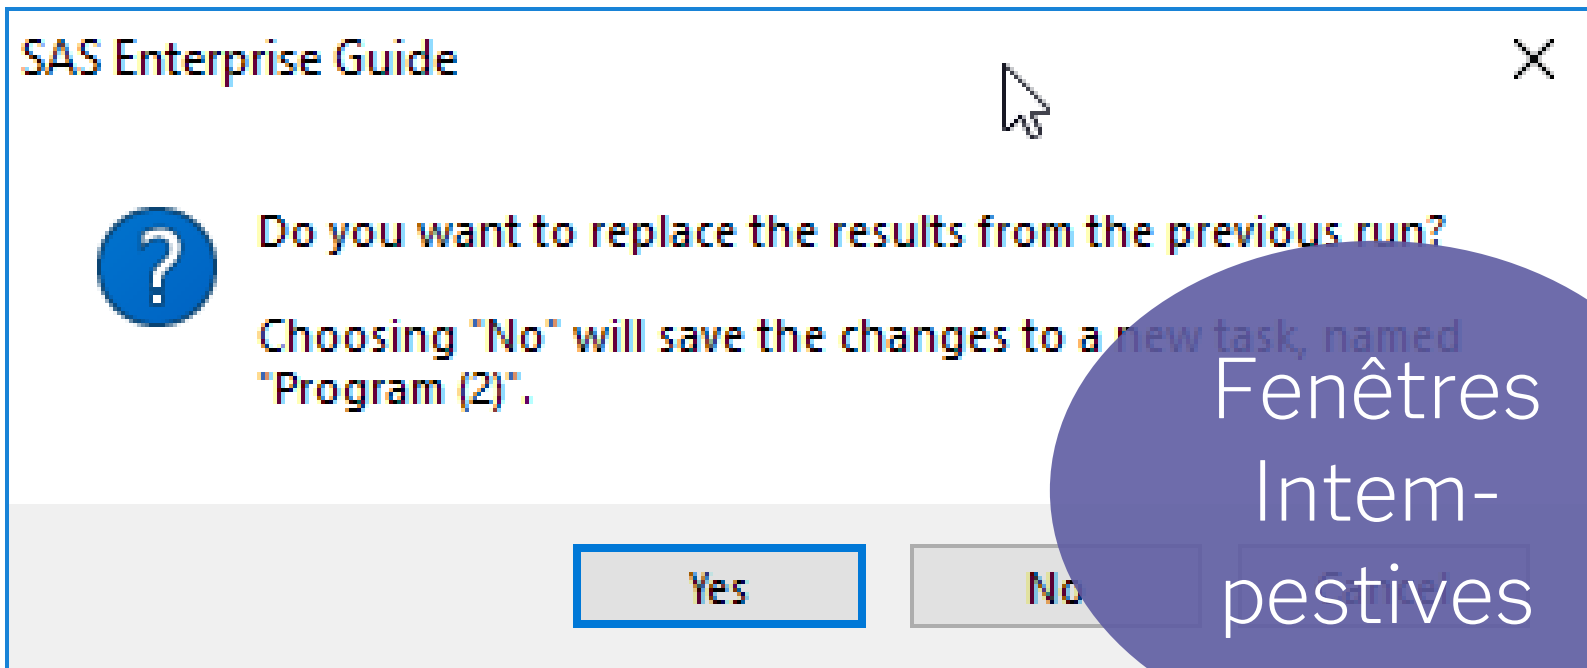 SAS Enterprise Guide
Do you want to replace the results from the previous run?
Choosing "No" will save the changes to a new task, named
"Program (2)".
Yes
No
Cancel
Fenêtres
Intem-
pestives